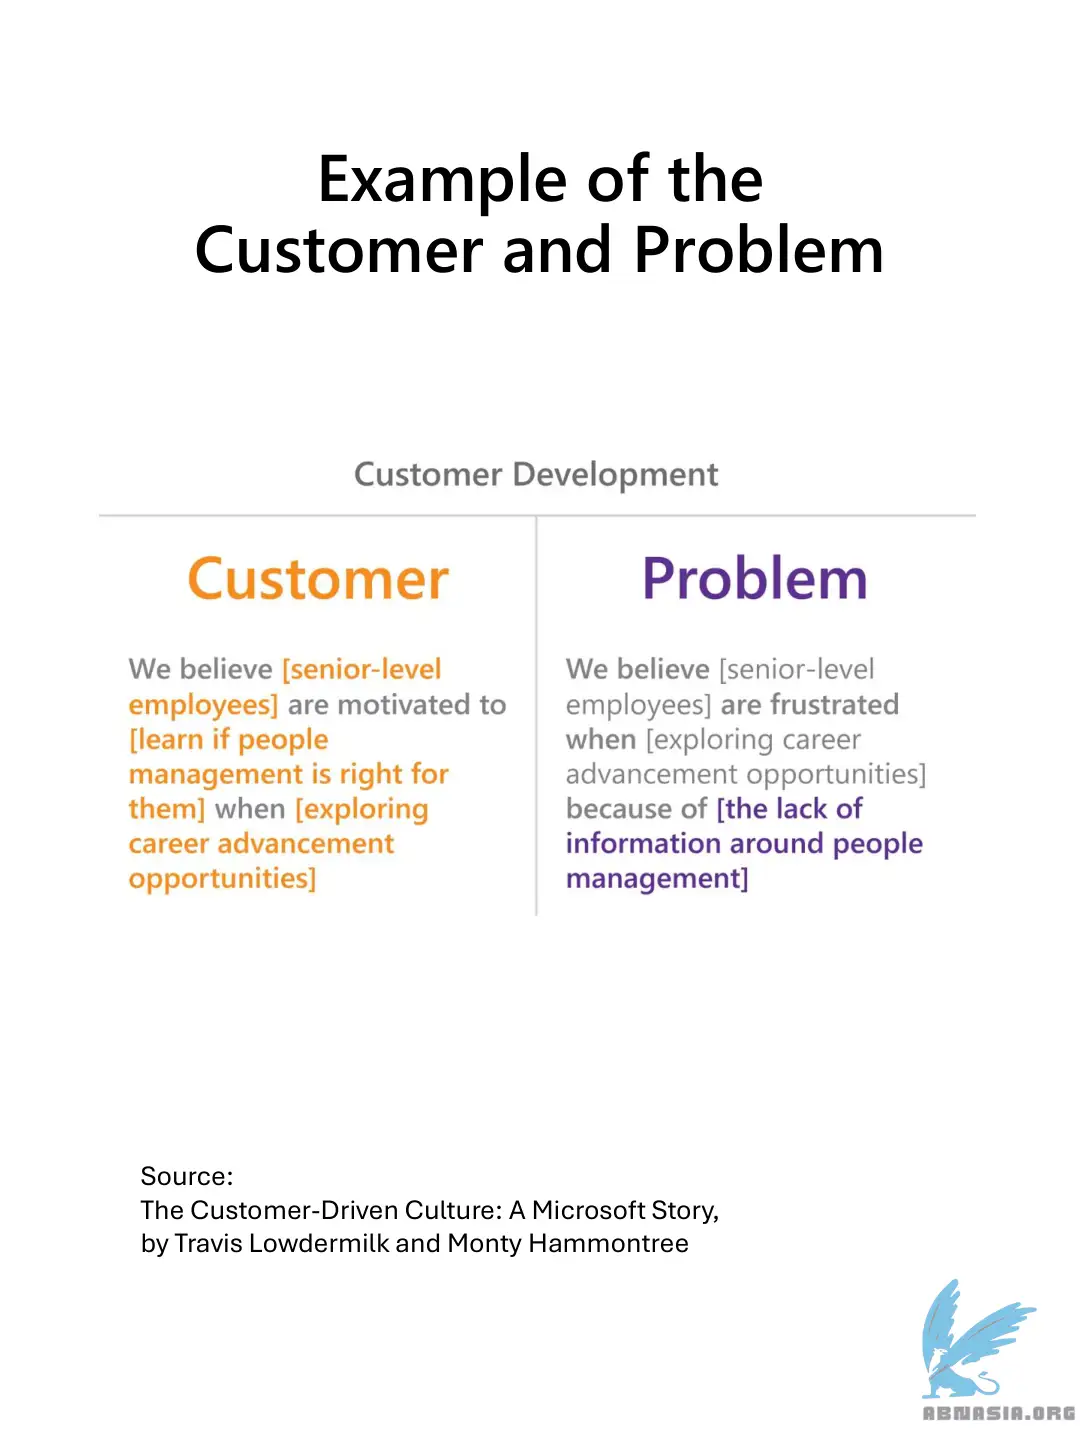 Example of the
Customer and Problem
Customer Development
Customer
We believe [senior-level
employees] are motivated to
[learn if people
management is right for
them] when [exploring
career advancement
opportunities]
Problem
We believe [senior-level
employees] are frustrated
when [exploring career
advancement opportunities]
because of [the lack of
information around people
management]
Source:
The Customer-Driven Culture: A Microsoft Story,
by Travis Lowdermilk and Monty Hammontree
ABNASIA.ORG